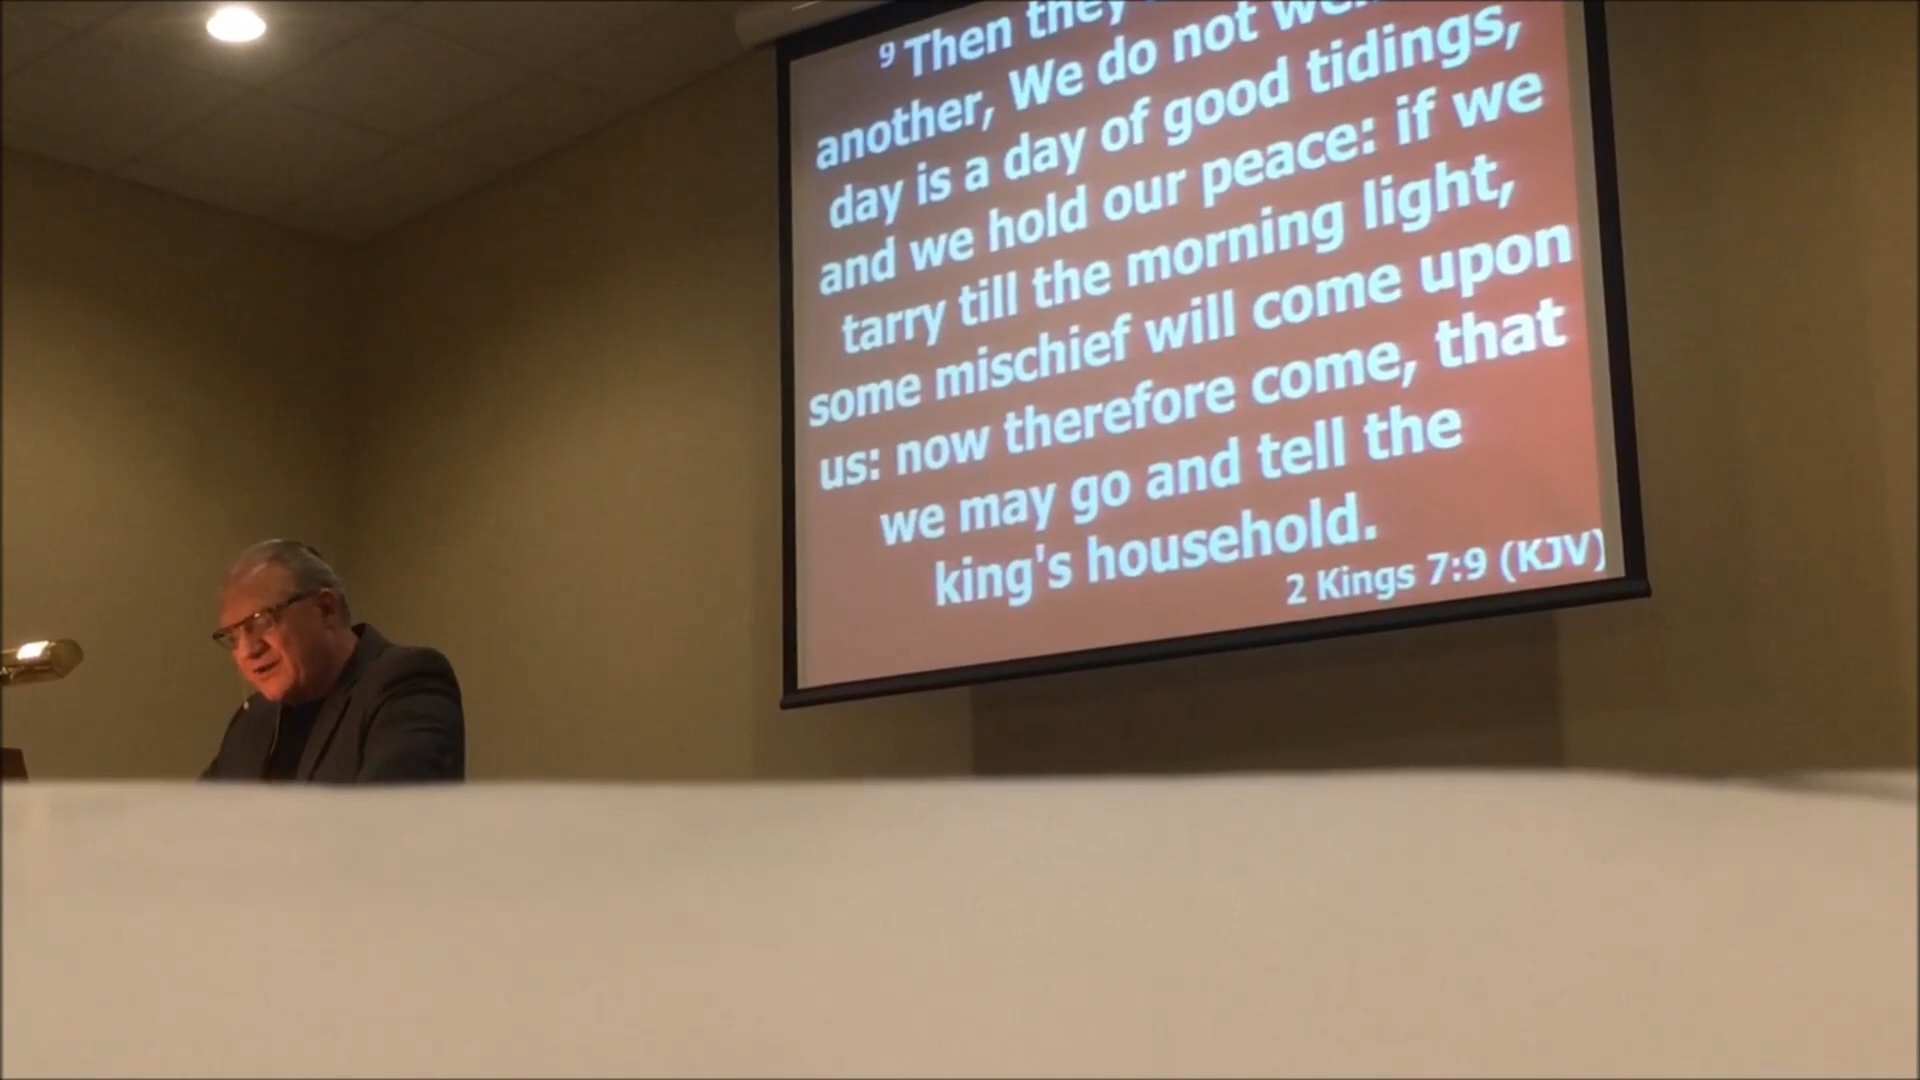 9 Then they
another, We do not
day is a day of good tidings,
and we hold our peace: if we
tarry till the morning light,
some mischief will come upon
us: now therefore come, that
we may go and tell the
king's household.
2 Kings 7:9 (KJV)